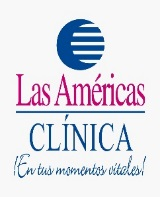 Las Américas
CLÍNICA
¡En tus momentos vitales!